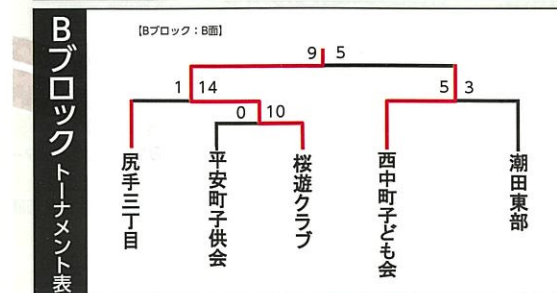 Bブロックトーナメント表
【Bブロック：B面】
9 5
1 14
5 3
0 10
尻手三丁目
平安町子供会
桜遊クラブ
西中町子ども会
潮田東部